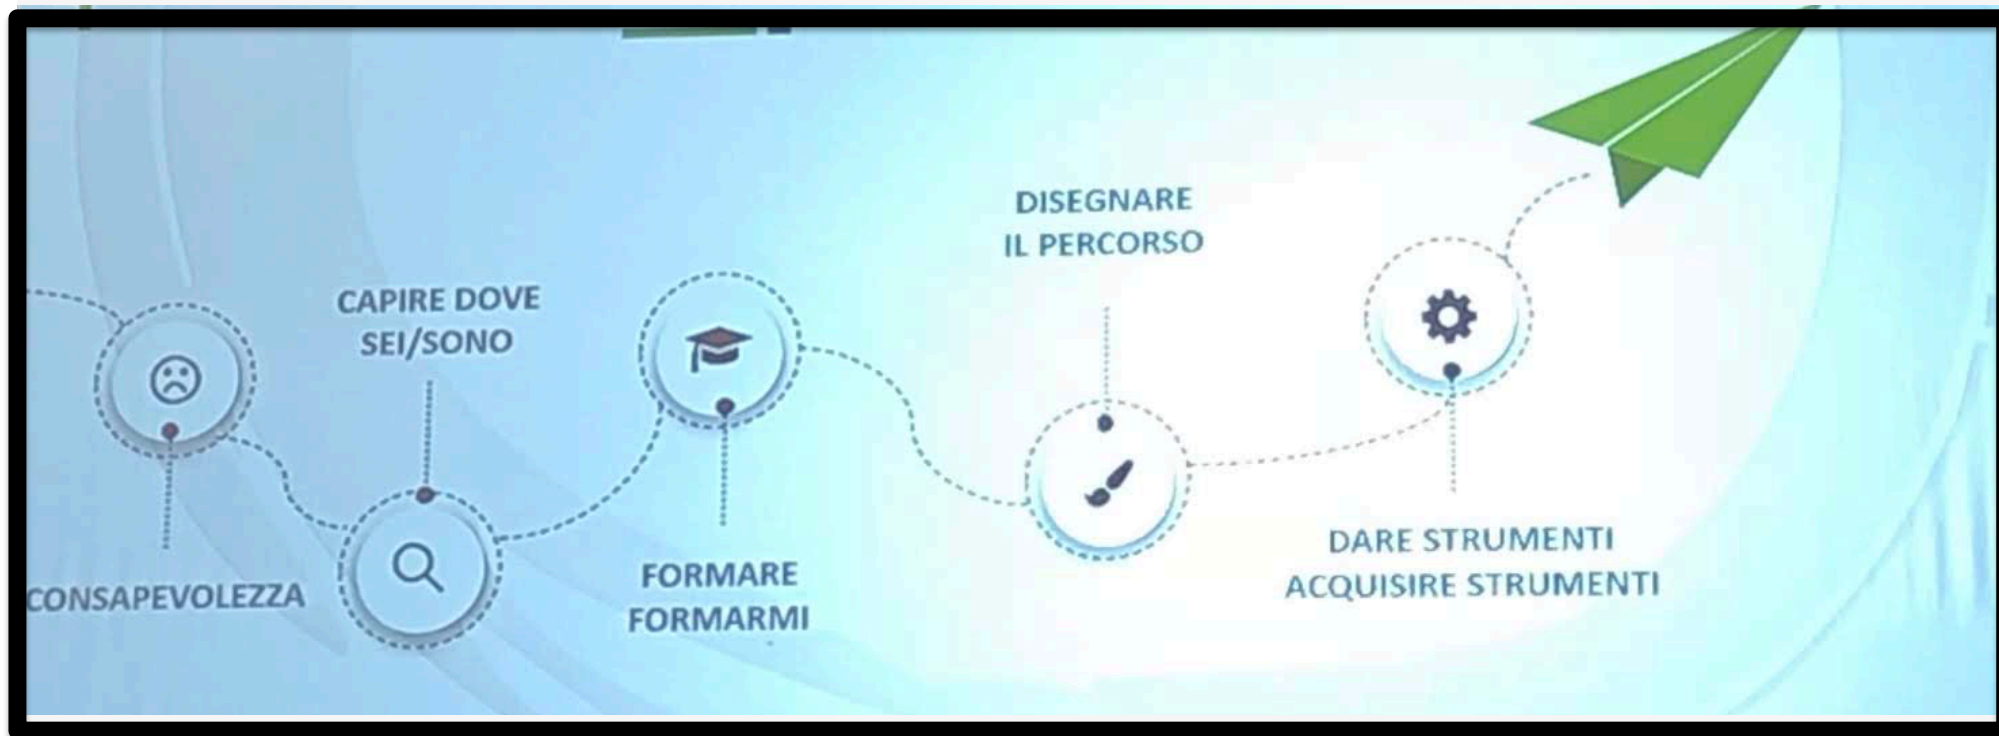 CONSAPEVOLEZZA
CAPIRE DOVE
SEI/SONO
FORMARE
FORMARMI
DISEGNARE
IL PERCORSO
DARE STRUMENTI
ACQUISIRE STRUMENTI